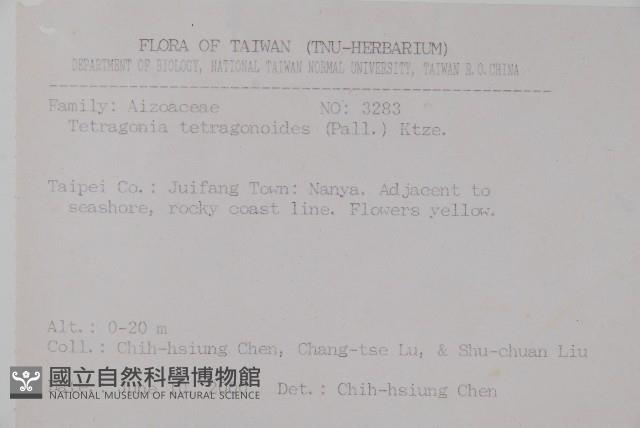 FLORA OF TAIWAN (TNU-HERBARIUM)
DEPARTMENT OF BIOLOGY, NATIONAL TAIWAN NORMAL UNIVERSITY, TAIWAN R.O.CHINA
Family: Aizoaceae NO: 3283
Tetragonia tetragonoides (Pall.) Ktze.
Taipei Co.: Juifang Town: Nanya. Adjacent to
seashore, rocky coast line. Flowers yellow.
Alt.: 0-20 m
Coll.: Chih-hsiung Chen, Chang-tse Lu, & Shu-chuan Liu
Det.: Chih-hsiung Chen
國立自然科學博物館
NATIONAL MUSEUM OF NATURAL SCIENCE